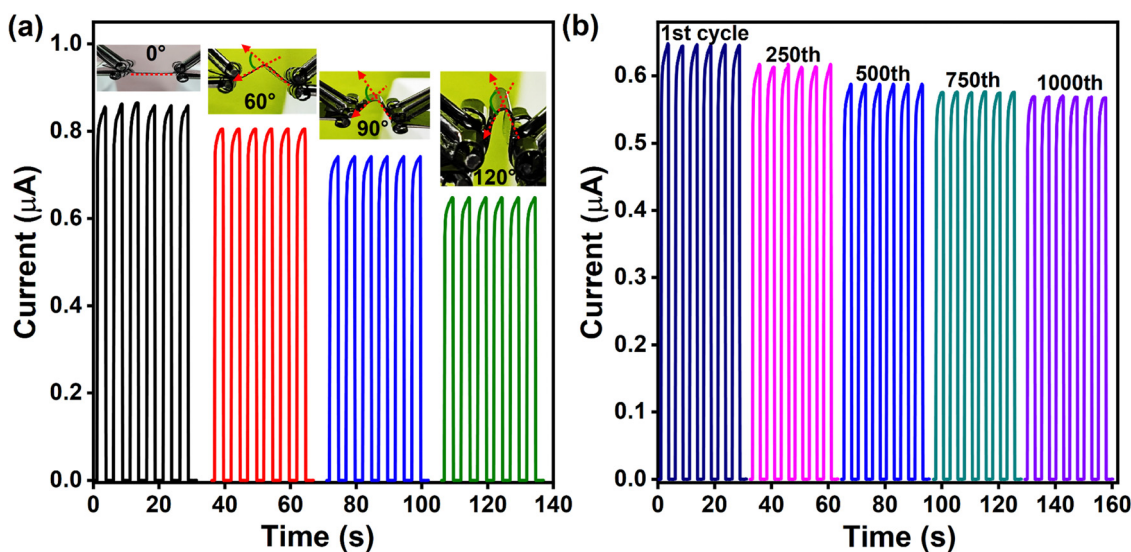 (a)
1.0
0.8
0.6
0.4
0.2
0.0
Current (μA)
0°
60°
90°
120°
0 20 40 60 80 100 120 140
Time (s)
(b)
0.6
0.5
0.4
0.3
0.2
0.1
0.0
Current (μA)
1st cycle
250th
500th
750th
1000th
0 20 40 60 80 100 120 140 160
Time (s)